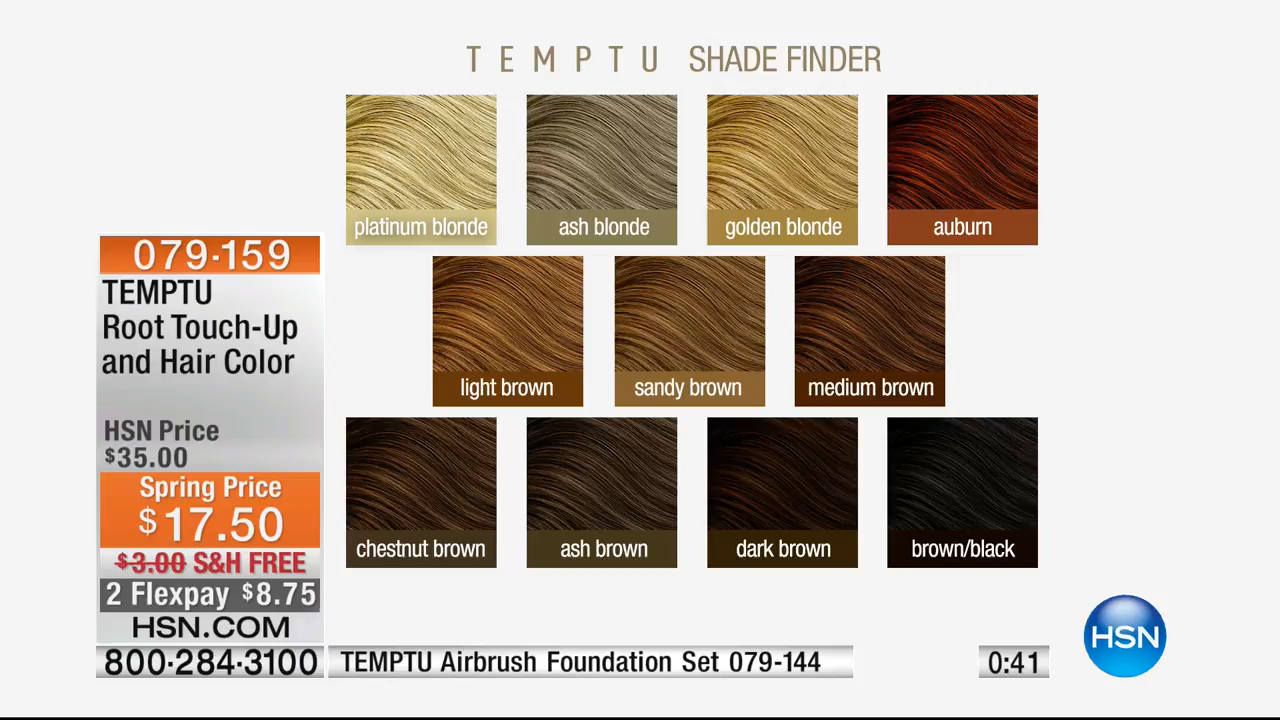 TEMPTU SHADE FINDER
platinum blonde
ash blonde
golden blonde
auburn
light brown
sandy brown
medium brown
chestnut brown
ash brown
dark brown
brown/black
079·159
TEMPTU
Root Touch-Up
and Hair Color
HSN Price
$35.00
Spring Price
$17.50
$3.00 S&H FREE
2 Flexpay $8.75
HSN.COM
800·284·3100
TEMPTU Airbrush Foundation Set 079-144
0:41
HSN